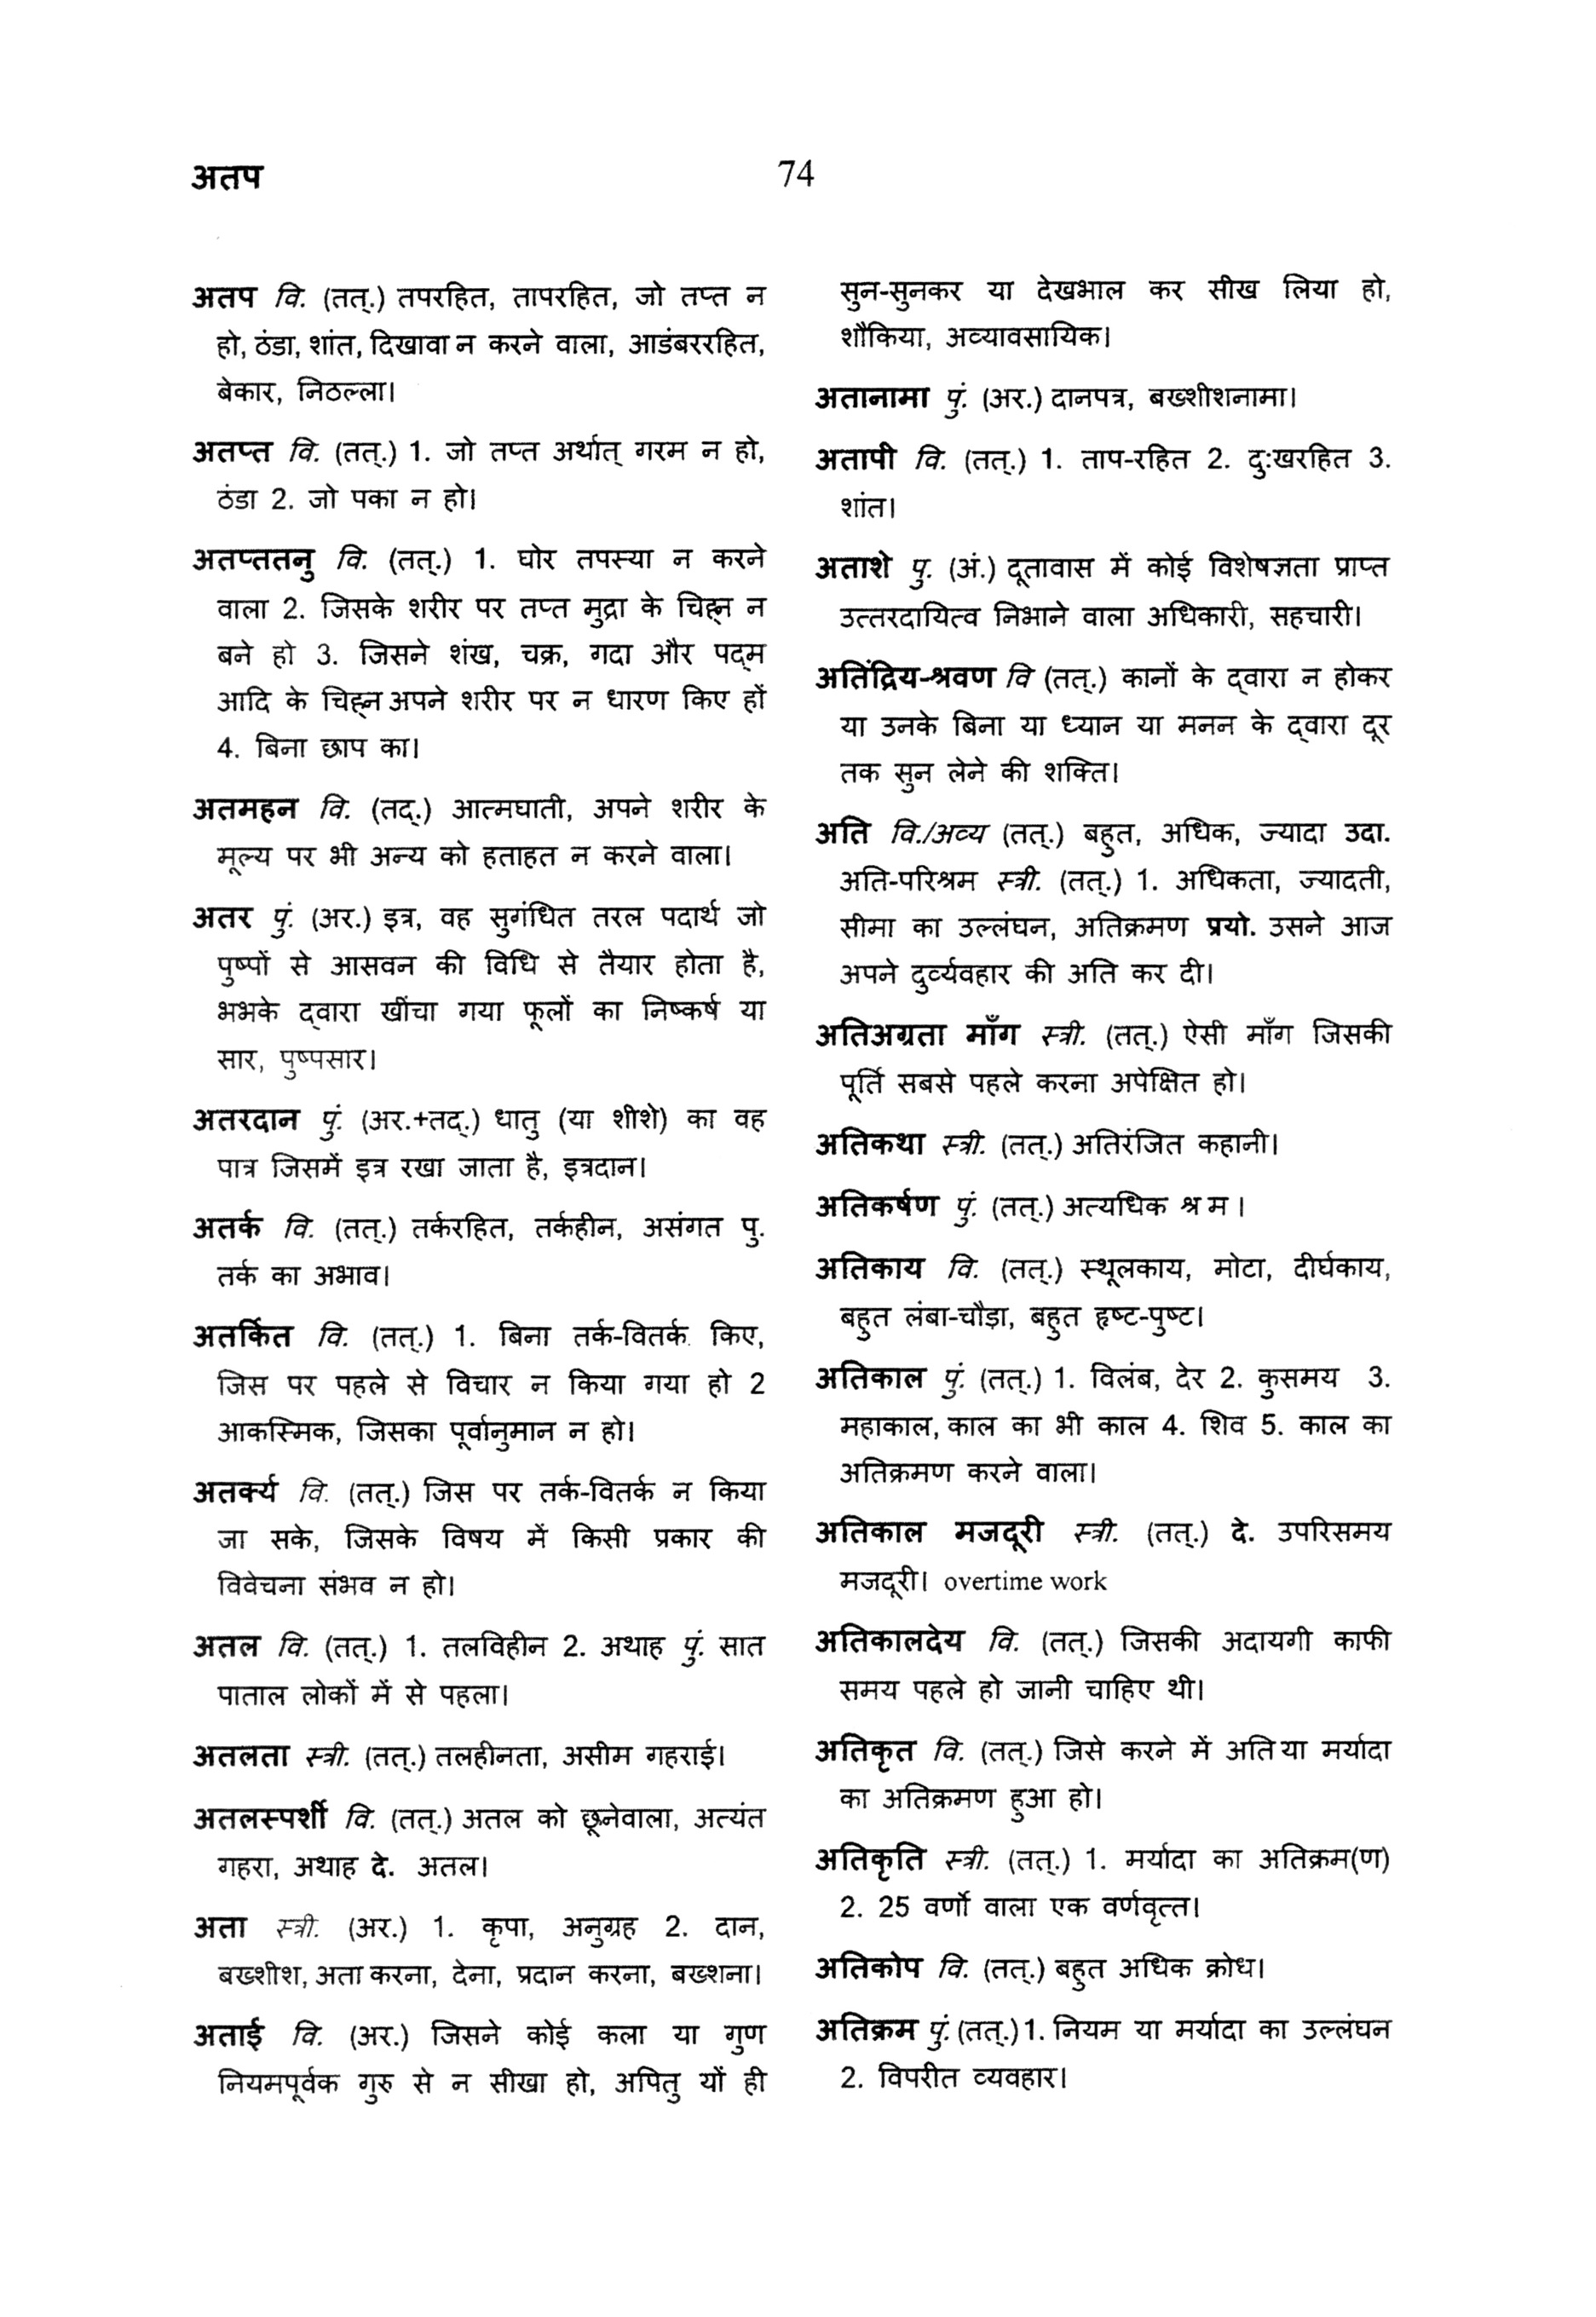 अतप
74
अतप वि. (तत्.) तपरहित, तापरहित, जो तप्त न
हो, ठंडा, शांत, दिखावा न करने वाला, आडंबररहित,
बेकार, निठल्ला।
अतप्त वि. (तत्.) 1. जो तप्त अर्थात् गरम न हो,
ठंडा 2. जो पका न हो।
अतप्ततनु वि. (तत्.) 1. घोर तपस्या न करने
वाला 2. जिसके शरीर पर तप्त मुद्रा के चिह्न न
बने हो 3. जिसने शंख, चक्र, गदा और पद्म
आदि के चिह्न अपने शरीर पर न धारण किए हों
4. बिना छाप का।
अतमहन वि. (तद्.) आत्मघाती, अपने शरीर के
मूल्य पर भी अन्य को हताहत न करने वाला।
अतर पुं. (अर.) इत्र, वह सुगंधित तरल पदार्थ जो
पुष्पों से आसवन की विधि से तैयार होता है,
भभके द्वारा खींचा गया फूलों का निष्कर्ष या
सार, पुष्पसार।
अतरदान पुं. (अर.+तद्.) धातु (या शीशे) का वह
पात्र जिसमें इत्र रखा जाता है, इत्रदान।
अतर्क वि. (तत्.) तर्करहित, तर्कहीन, असंगत पु.
तर्क का अभाव।
अतर्कित वि. (तत्.) 1. बिना तर्क-वितर्क किए,
जिस पर पहले से विचार न किया गया हो 2
आकस्मिक, जिसका पूर्वानुमान न हो।
अतर्क्य वि. (तत्.) जिस पर तर्क-वितर्क न किया
जा सके, जिसके विषय में किसी प्रकार की
विवेचना संभव न हो।
अतल वि. (तत्.) 1. तलविहीन 2. अथाह पुं. सात
पाताल लोकों में से पहला।
अतलता स्त्री. (तत्.) तलहीनता, असीम गहराई।
अतलस्पर्शी वि. (तत्.) अतल को छूनेवाला, अत्यंत
गहरा, अथाह दे. अतल।
अता स्त्री. (अर.) 1. कृपा, अनुग्रह 2. दान,
बख्शीश, अता करना, देना, प्रदान करना, बख्शना।
अताई वि. (अर.) जिसने कोई कला या गुण
नियमपूर्वक गुरु से न सीखा हो, अपितु यों ही
सुन-सुनकर या देखभाल कर सीख लिया हो,
शौकिया, अव्यावसायिक।
अतानामा पुं. (अर.) दानपत्र, बख्शीशनामा।
अतापी वि. (तत्.) 1. ताप-रहित 2. दु:खरहित 3.
शांत।
अताशे पु. (अं.) दूतावास में कोई विशेषज्ञता प्राप्त
उत्तरदायित्व निभाने वाला अधिकारी, सहचारी।
अतिंद्रिय-श्रवण वि (तत्.) कानों के द्वारा न होकर
या उनके बिना या ध्यान या मनन के द्वारा दूर
तक सुन लेने की शक्ति।
अति वि./अव्य (तत्.) बहुत, अधिक, ज्यादा उदा.
अति-परिश्रम स्त्री. (तत्.) 1. अधिकता, ज्यादती,
सीमा का उल्लंघन, अतिक्रमण प्रयो. उसने आज
अपने दुर्व्यवहार की अति कर दी।
अतिअग्रता माँग स्त्री. (तत्.) ऐसी माँग जिसकी
पूर्ति सबसे पहले करना अपेक्षित हो।
अतिकथा स्त्री. (तत्.) अतिरंजित कहानी।
अतिकर्षण पुं. (तत्.) अत्यधिक श्रम।
अतिकाय वि. (तत्.) स्थूलकाय, मोटा, दीर्घकाय,
बहुत लंबा-चौड़ा, बहुत हृष्ट-पुष्ट।
अतिकाल पुं. (तत्.) 1. विलंब, देर 2. कुसमय 3.
महाकाल, काल का भी काल 4. शिव 5. काल का
अतिक्रमण करने वाला।
अतिकाल मजदूरी स्त्री. (तत्.) दे. उपरिसमय
मजदूरी। overtime work
अतिकालदेय वि. (तत्.) जिसकी अदायगी काफी
समय पहले हो जानी चाहिए थी।
अतिकृत वि. (तत्.) जिसे करने में अति या मर्यादा
का अतिक्रमण हुआ हो।
अतिकृति स्त्री. (तत्.) 1. मर्यादा का अतिक्रम(ण)
2. 25 वर्णो वाला एक वर्णवृत्त।
अतिकोप वि. (तत्.) बहुत अधिक क्रोध।
अतिक्रम पुं. (तत्.) 1. नियम या मर्यादा का उल्लंघन
2. विपरीत व्यवहार।